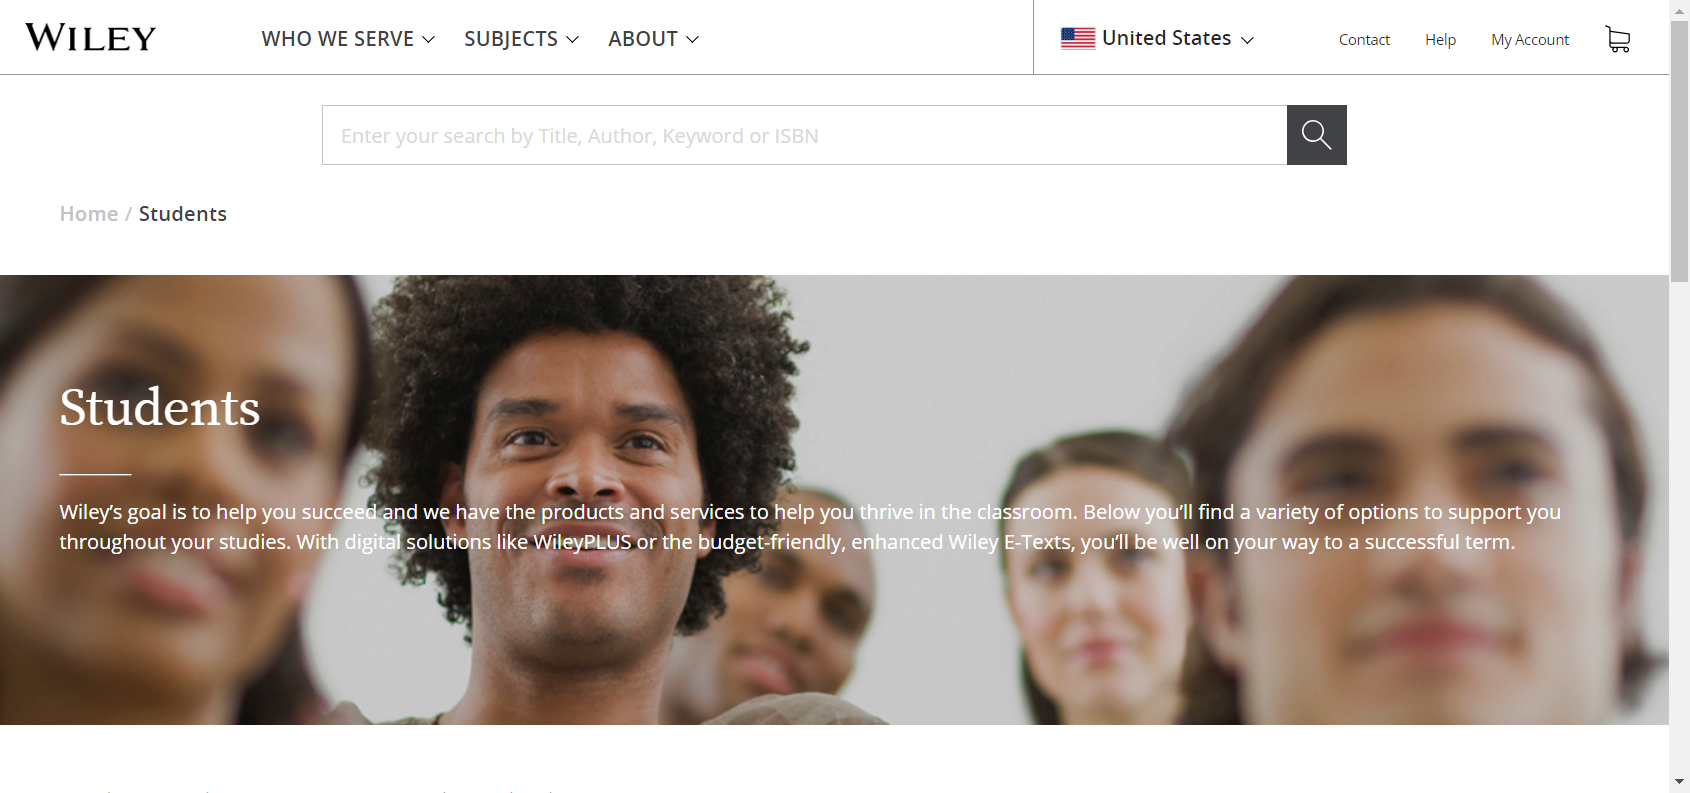 WILEY
WHO WE SERVE
SUBJECTS
ABOUT
United States
Contact
Help
My Account
Enter your search by Title, Author, Keyword or ISBN
Home / Students
Students
Wiley’s goal is to help you succeed and we have the products and services to help you thrive in the classroom. Below you’ll find a variety of options to support you
throughout your studies. With digital solutions like WileyPLUS or the budget-friendly, enhanced Wiley E-Texts, you’ll be well on your way to a successful term.